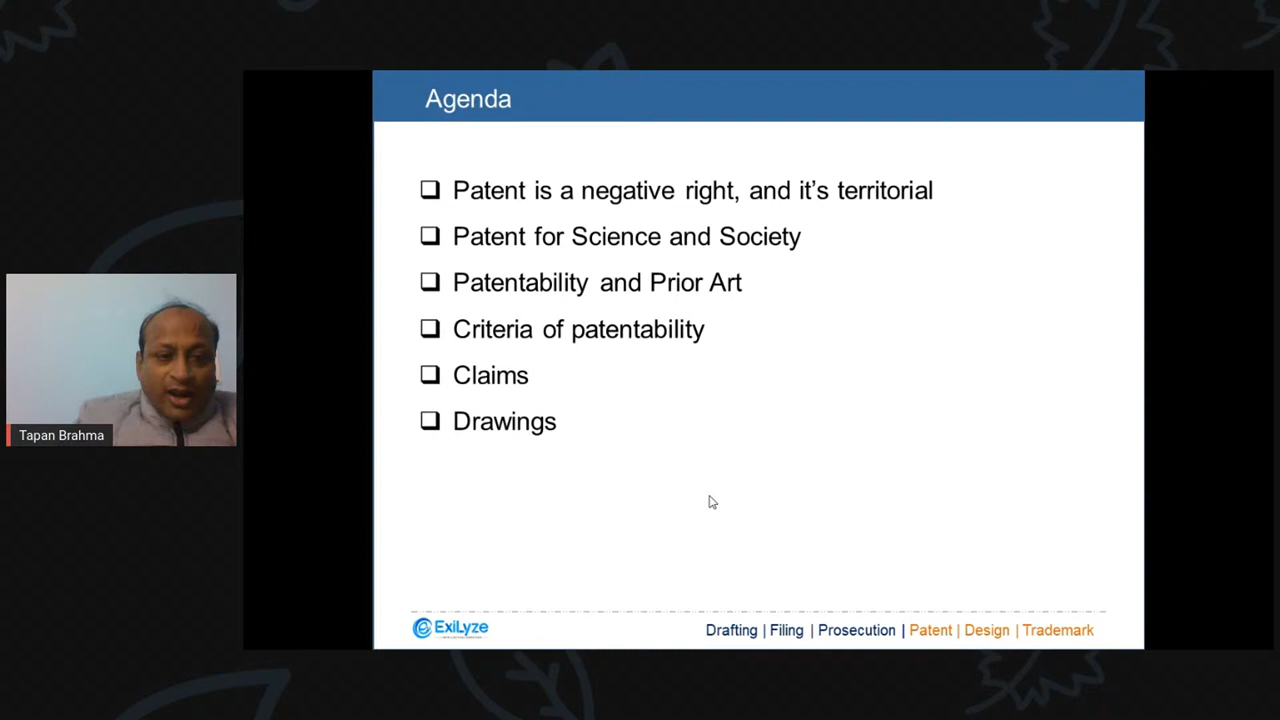 Agenda
Patent is a negative right, and it’s territorial
Patent for Science and Society
Patentability and Prior Art
Criteria of patentability
Claims
Drawings
Tapan Brahma
ExiLyze
Drafting | Filing | Prosecution | Patent | Design | Trademark